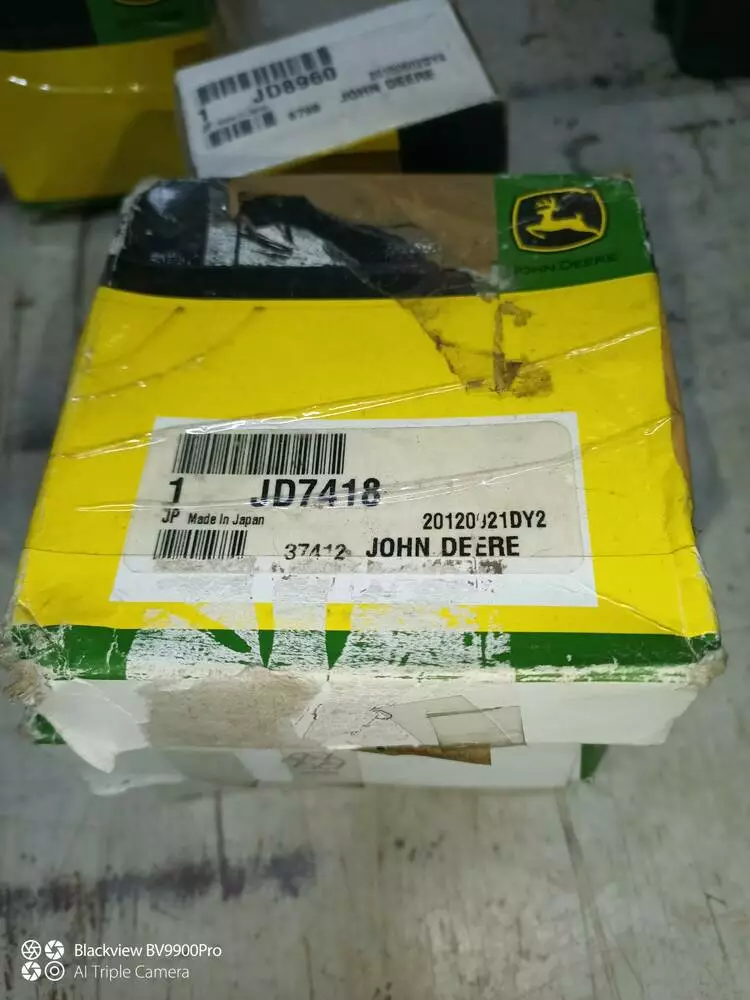 1 JD8960
JOHN DEERE
JOHN DEERE
1 JD7418
JP Made In Japan
20120921DY2
37412 JOHN DEERE
Blackview BV9900Pro
AI Triple Camera